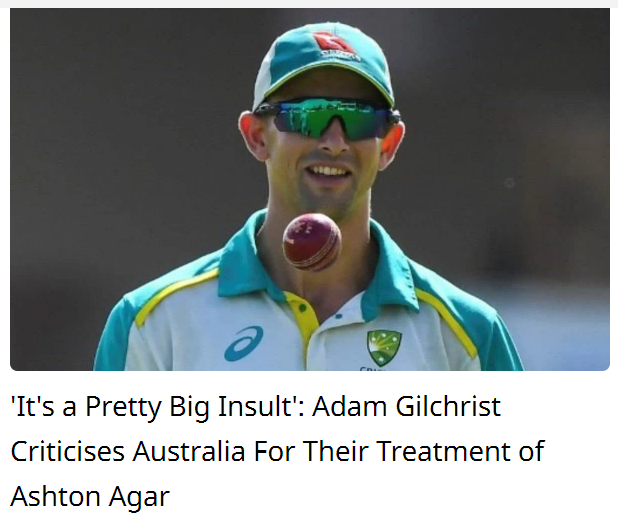 'It's a Pretty Big Insult': Adam Gilchrist
Criticises Australia For Their Treatment of
Ashton Agar